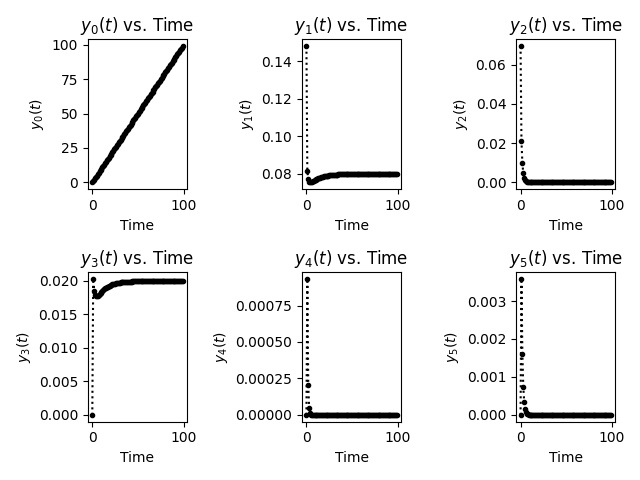 y₀(t) vs. Time
y₀(t)
100
75
50
25
0
0
100
Time
y₁(t) vs. Time
y₁(t)
0.14
0.12
0.10
0.08
0
100
Time
y₂(t) vs. Time
y₂(t)
0.06
0.04
0.02
0.00
0
100
Time
y₃(t) vs. Time
y₃(t)
0.020
0.015
0.010
0.005
0.000
0
100
Time
y₄(t) vs. Time
y₄(t)
0.00075
0.00050
0.00025
0.00000
0
100
Time
y₅(t) vs. Time
y₅(t)
0.003
0.002
0.001
0.000
0
100
Time